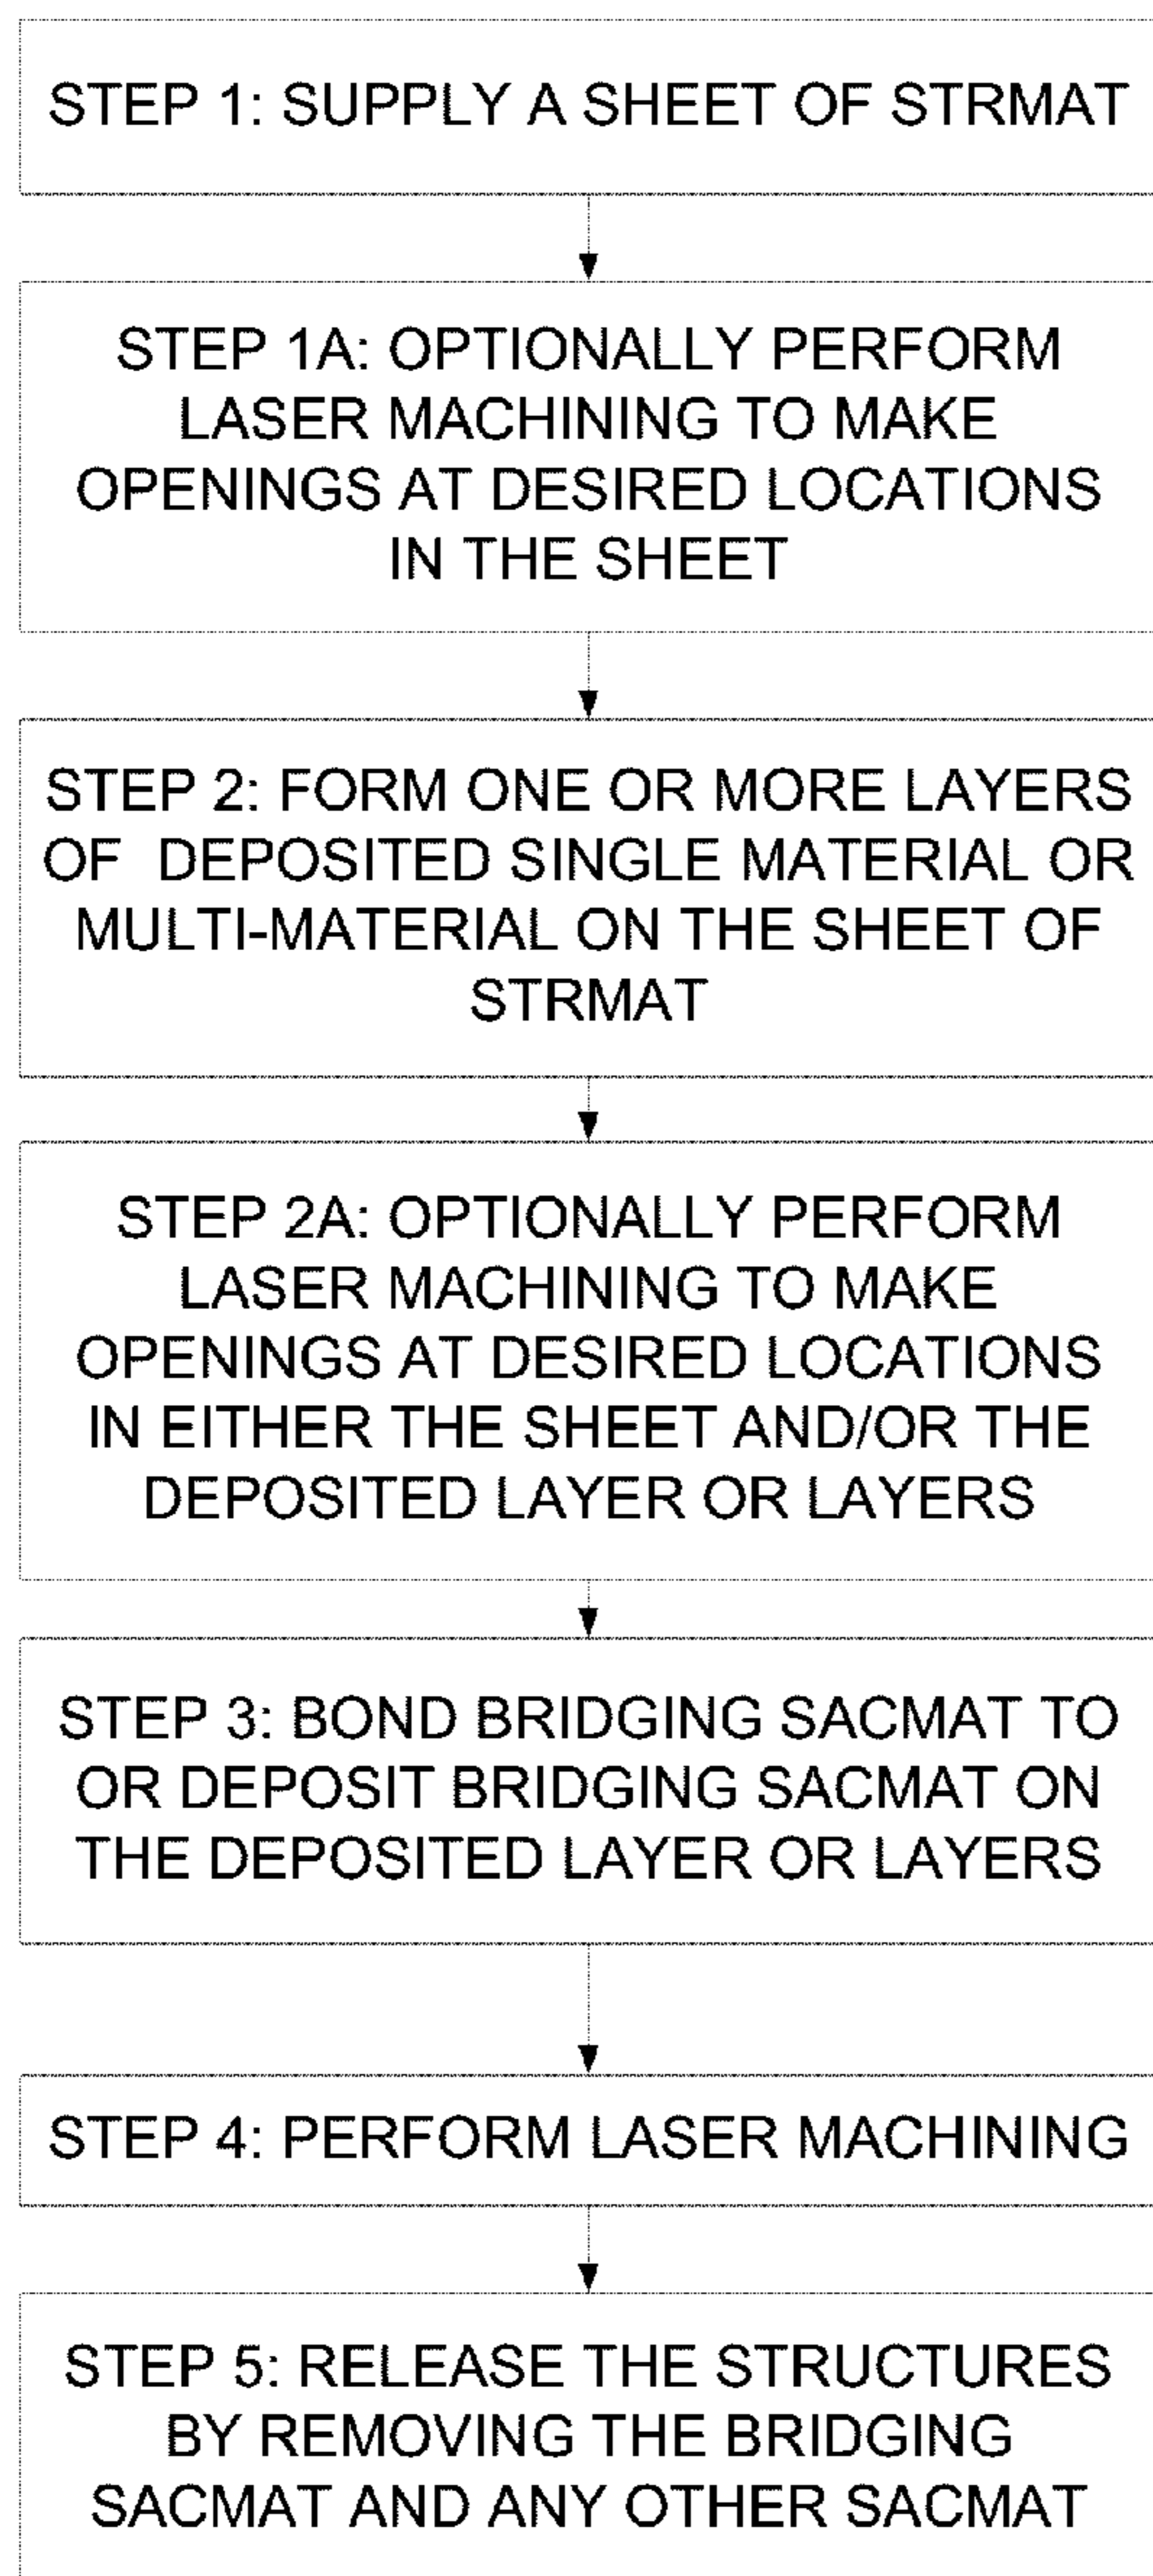 STEP 1: SUPPLY A SHEET OF STRMAT
STEP 1A: OPTIONALLY PERFORM
LASER MACHINING TO MAKE
OPENINGS AT DESIRED LOCATIONS
IN THE SHEET
STEP 2: FORM ONE OR MORE LAYERS
OF DEPOSITED SINGLE MATERIAL OR
MULTI-MATERIAL ON THE SHEET OF
STRMAT
STEP 2A: OPTIONALLY PERFORM
LASER MACHINING TO MAKE
OPENINGS AT DESIRED LOCATIONS
IN EITHER THE SHEET AND/OR THE
DEPOSITED LAYER OR LAYERS
STEP 3: BOND BRIDGING SACMAT TO
OR DEPOSIT BRIDGING SACMAT ON
THE DEPOSITED LAYER OR LAYERS
STEP 4: PERFORM LASER MACHINING
STEP 5: RELEASE THE STRUCTURES
BY REMOVING THE BRIDGING
SACMAT AND ANY OTHER SACMAT